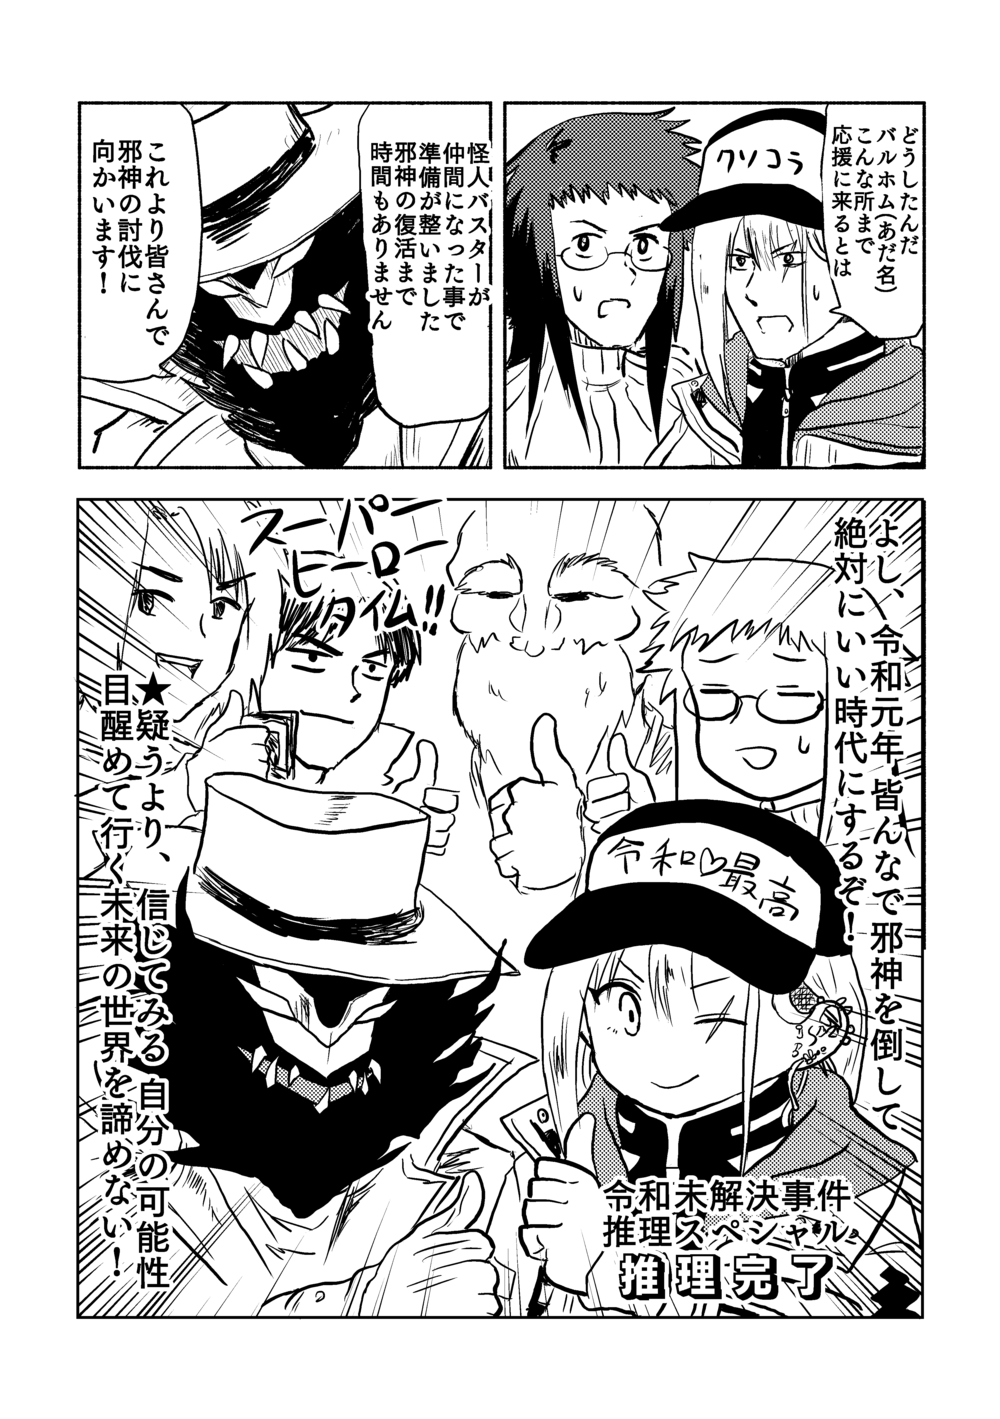 どうしたんだ
バルホム(あだ名)
こんな所まで
応援に来るとは
クソコラ
怪人バスターが
仲間になった事で
準備が整いました
邪神の復活まで
時間もありません
これより皆さんで
邪神の討伐に
向かいます！
よし、令和元年皆んなで邪神を倒して
絶対にいい時代にするぞ！
スーパー
ヒーロー
タイム!!
令和♡最高
★疑うより、信じてみる自分の可能性
目醒めて行く未来の世界を諦めない！
令和未解決事件
推理スペシャル
推理完了